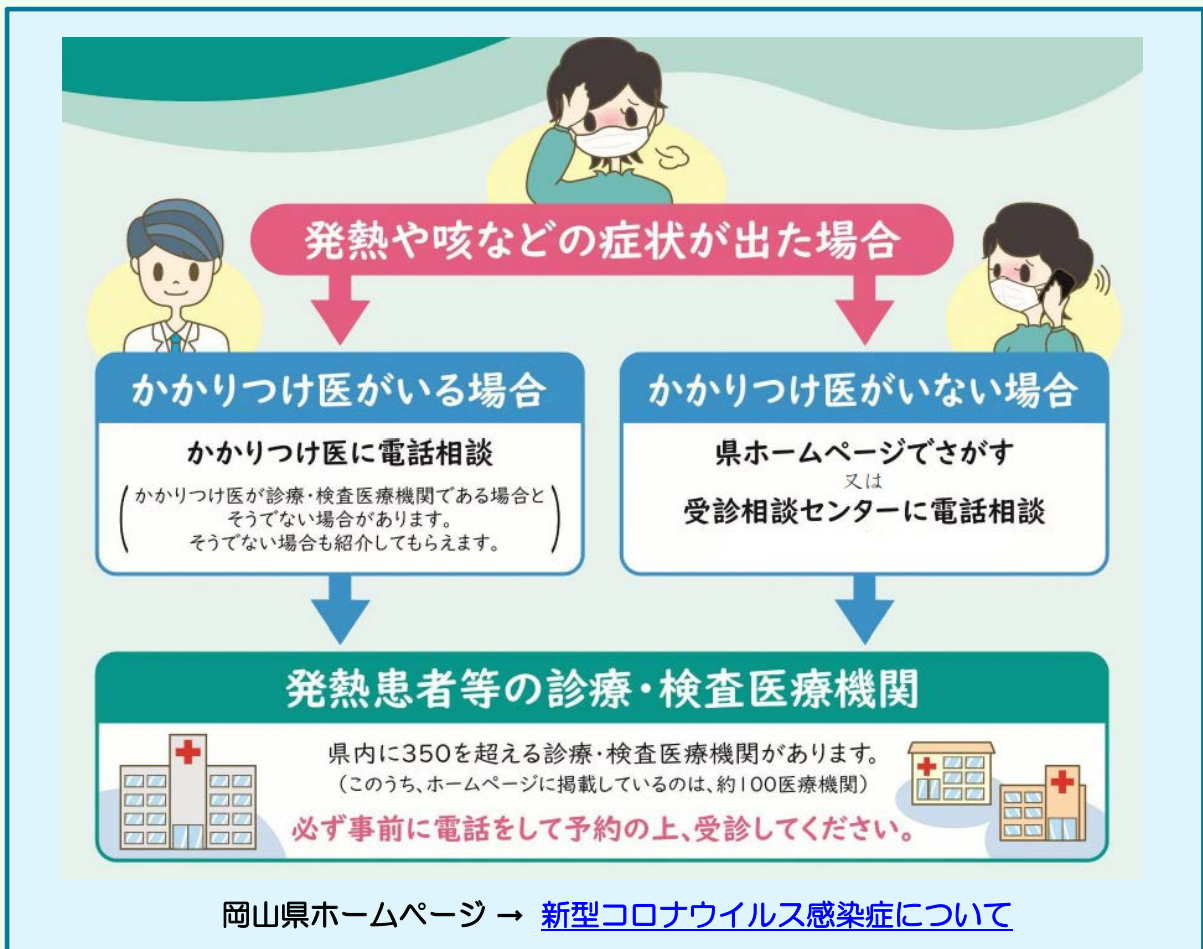 発熱や咳などの症状が出た場合
かかりつけ医がいる場合
かかりつけ医に電話相談
(かかりつけ医が診療・検査医療機関である場合と
そうでない場合があります。
そうでない場合も紹介してもらえます。)
かかりつけ医がいない場合
県ホームページでさがす
又は
受診相談センターに電話相談
発熱患者等の診療・検査医療機関
県内に350を超える診療・検査医療機関があります。
(このうち、ホームページに掲載しているのは、約100医療機関)
必ず事前に電話をして予約の上、受診してください。
岡山県ホームページ → 新型コロナウイルス感染症について